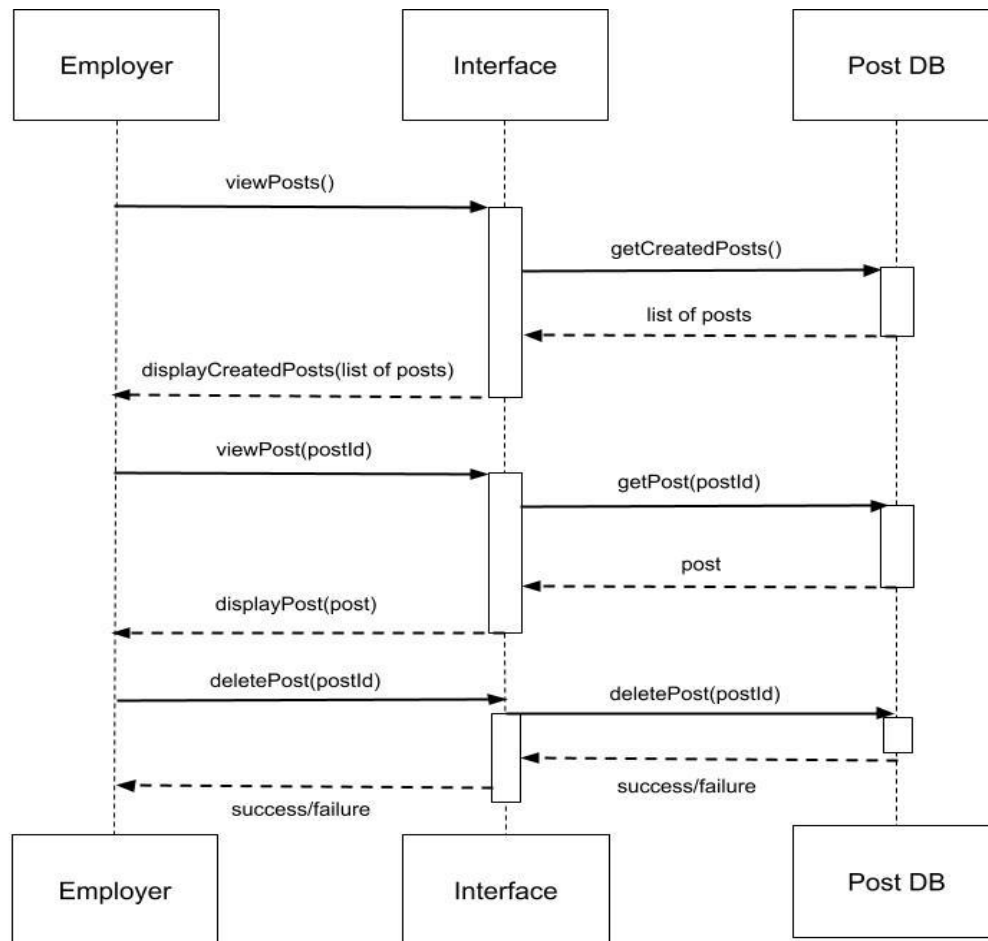 Employer
Interface
Post DB
viewPosts()
getCreatedPosts()
list of posts
displayCreatedPosts(list of posts)
viewPost(postId)
getPost(postId)
post
displayPost(post)
deletePost(postId)
deletePost(postId)
success/failure
success/failure
Employer
Interface
Post DB